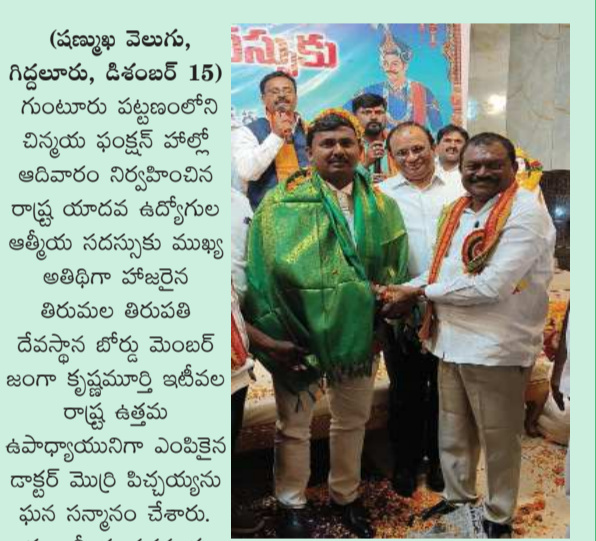 (షణ్ముఖ వెలుగు,
గిద్దలూరు, డిశంబర్ 15)
గుంటూరు పట్టణంలోని
చిన్మయ ఫంక్షన్ హాల్లో
ఆదివారం నిర్వహించిన
రాష్ట్ర యాదవ ఉద్యోగుల
ఆత్మీయ సదస్సుకు ముఖ్య
అతిథిగా హాజరైన
తిరుమల తిరుపతి
దేవస్థాన బోర్డు మెంబర్
జంగా కృష్ణమూర్తి ఇటీవల
రాష్ట్ర ఉత్తమ
ఉపాధ్యాయునిగా ఎంపికైన
డాక్టర్ మొర్రి పిచ్చయ్యను
ఘన సన్మానం చేశారు.
దస్సుకు